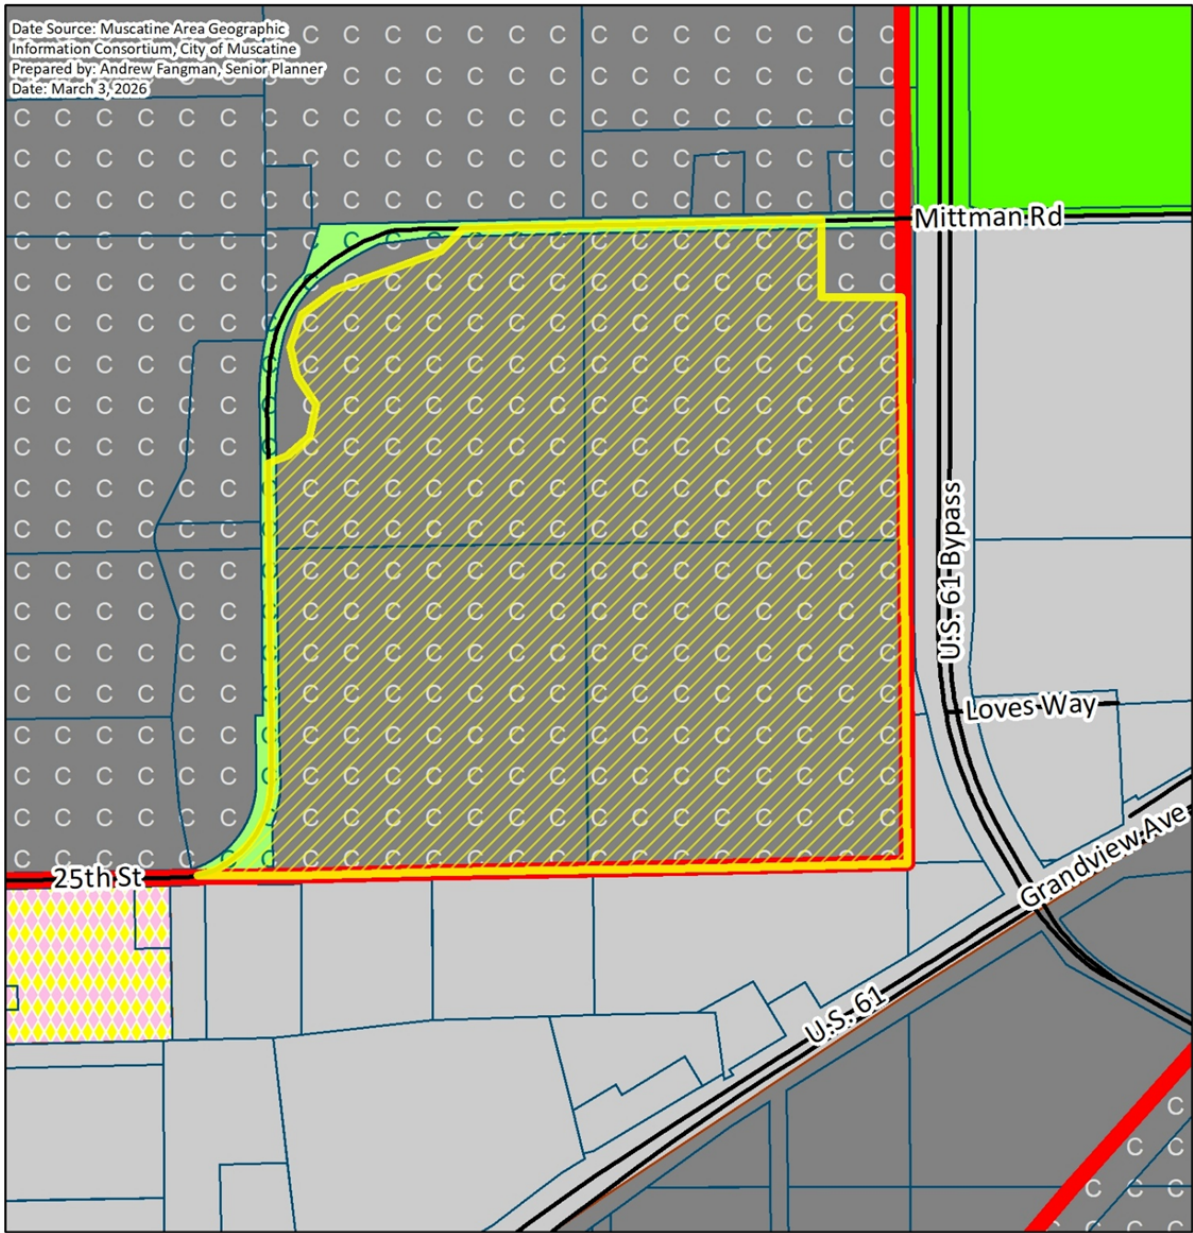 Date Source: Muscatine Area Geographic
Information Consortium, City of Muscatine
Prepared by: Andrew Fangman, Senior Planner
Date: March 3, 2026
Mittman Rd
U.S. 61 Bypass
Loves Way
Grandview Ave
25th St
U.S. 61